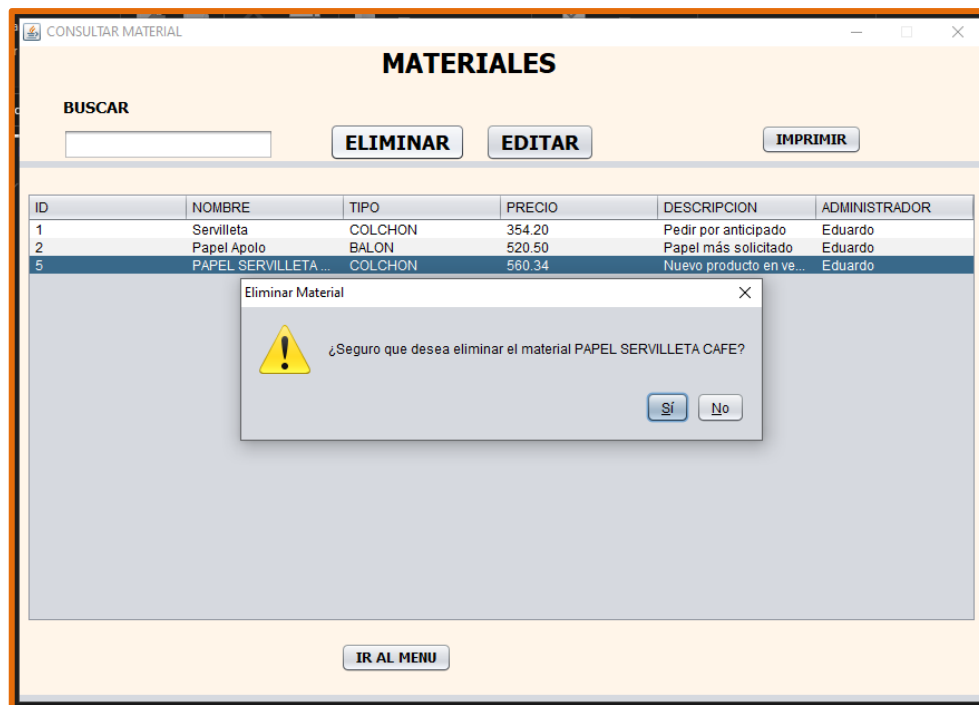 CONSULTAR MATERIAL
MATERIALES
BUSCAR
ELIMINAR EDITAR IMPRIMIR
ID NOMBRE TIPO PRECIO DESCRIPCION ADMINISTRADOR
1 Servilleta COLCHON 354.20 Pedir por anticipado Eduardo
2 Papel Apolo BALON 520.50 Papel más solicitado Eduardo
5 PAPEL SERVILLETA ... COLCHON 560.34 Nuevo producto en ve... Eduardo
Eliminar Material
¿Seguro que desea eliminar el material PAPEL SERVILLETA CAFE?
Sí No
IR AL MENU